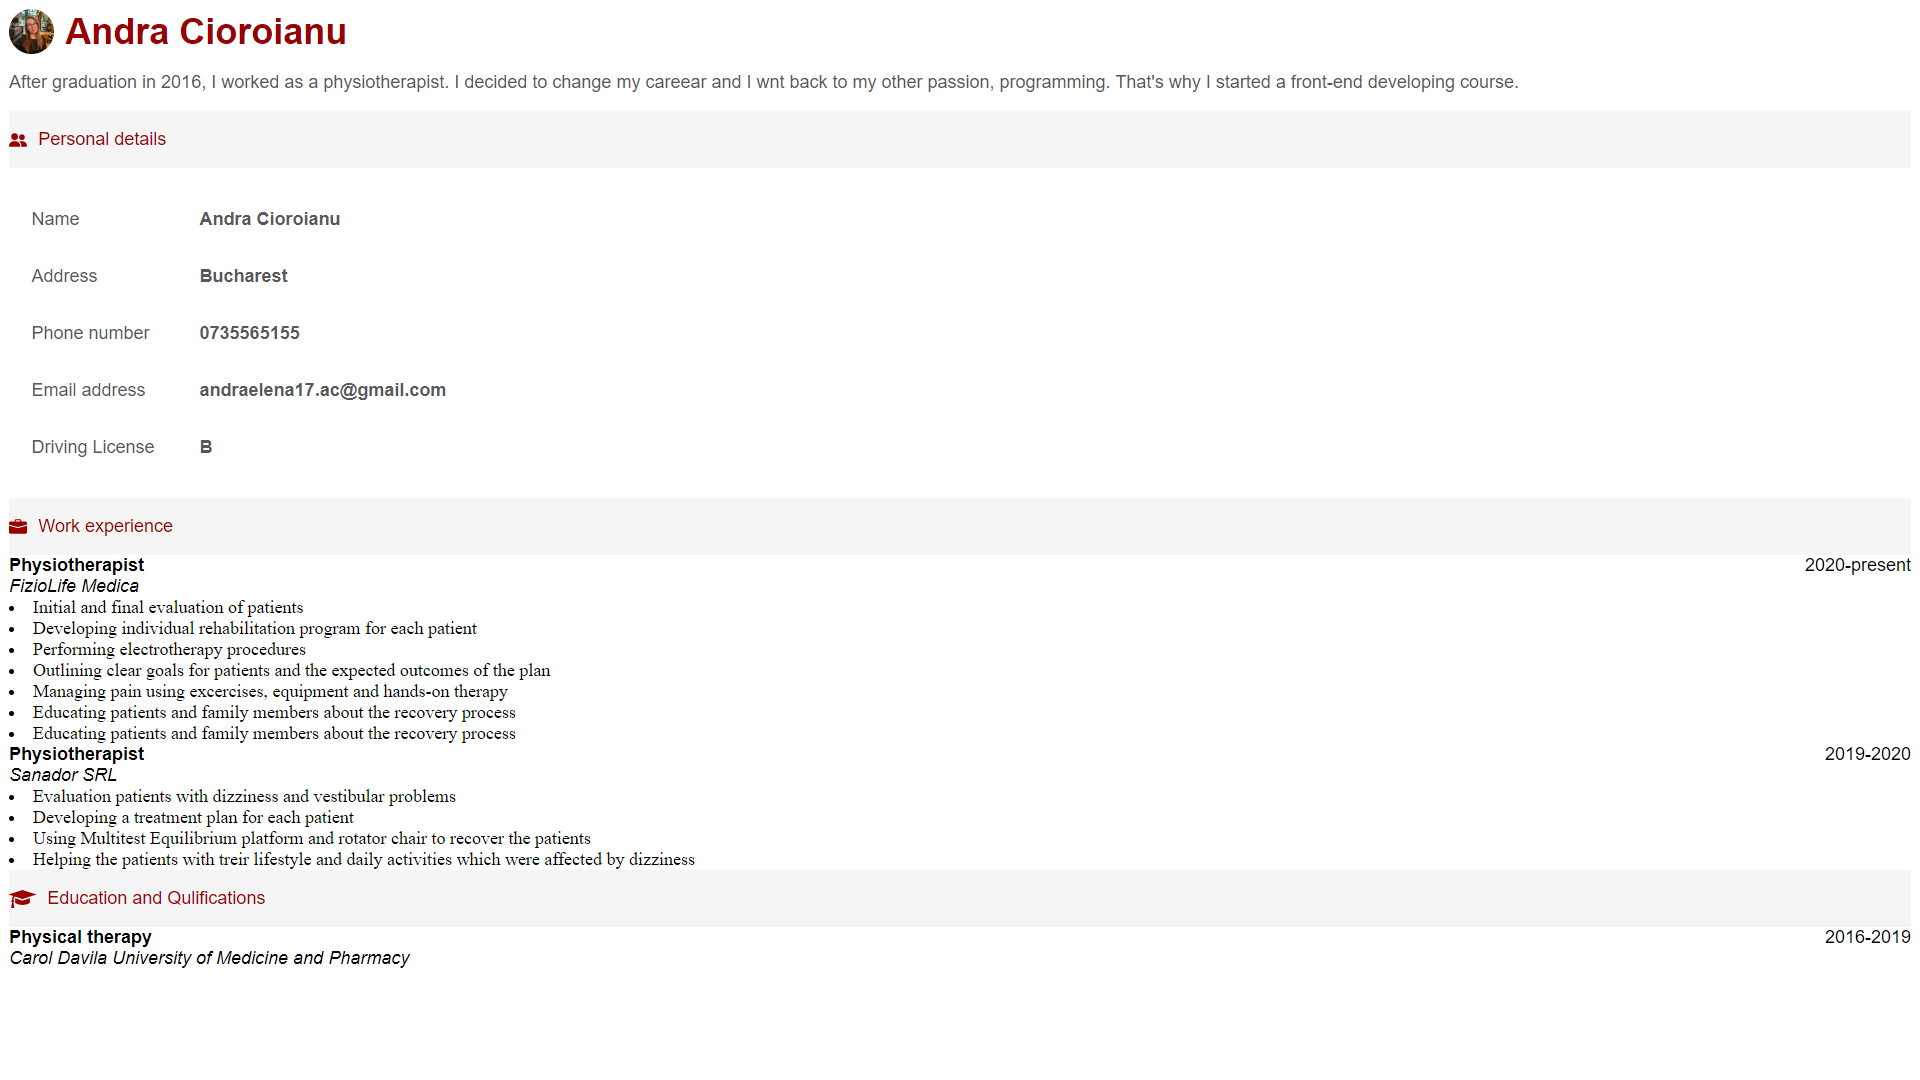 Andra Cioroianu
After graduation in 2016, I worked as a physiotherapist. I decided to change my careear and I wnt back to my other passion, programming. That's why I started a front-end developing course.
Personal details
Name Andra Cioroianu
Address Bucharest
Phone number 0735565155
Email address andraelena17.ac@gmail.com
Driving License B
Work experience
Physiotherapist 2020-present
FizioLife Medica
• Initial and final evaluation of patients
• Developing individual rehabilitation program for each patient
• Performing electrotherapy procedures
• Outlining clear goals for patients and the expected outcomes of the plan
• Managing pain using excercises, equipment and hands-on therapy
• Educating patients and family members about the recovery process
• Educating patients and family members about the recovery process
Physiotherapist 2019-2020
Sanador SRL
• Evaluation patients with dizziness and vestibular problems
• Developing a treatment plan for each patient
• Using Multitest Equilibrium platform and rotator chair to recover the patients
• Helping the patients with treir lifestyle and daily activities which were affected by dizziness
Education and Qulifications
Physical therapy 2016-2019
Carol Davila University of Medicine and Pharmacy